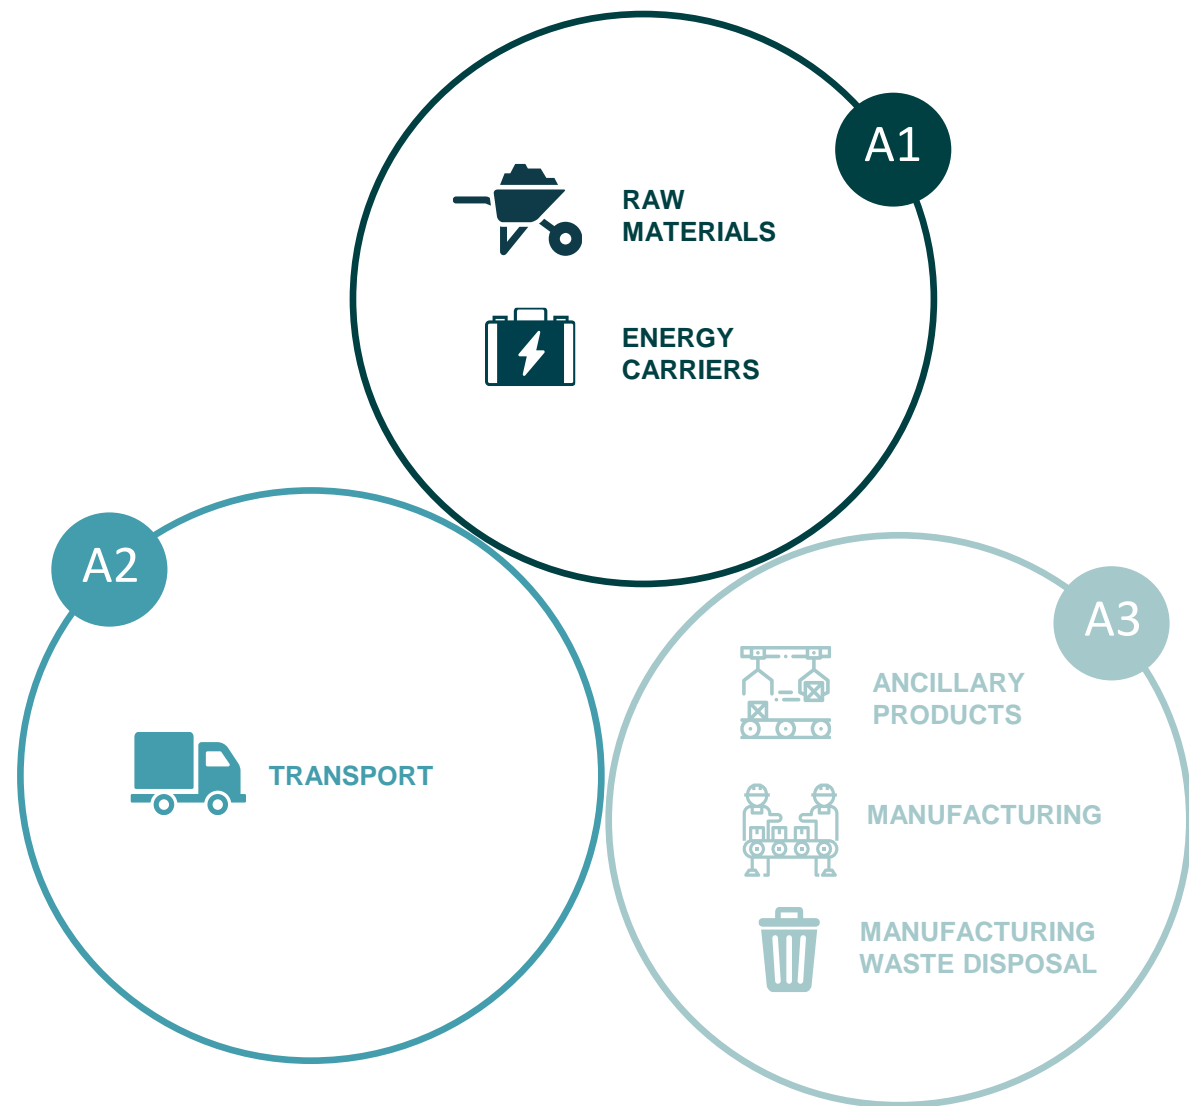 A1
RAW
MATERIALS
ENERGY
CARRIERS
A2
TRANSPORT
A3
ANCILLARY
PRODUCTS
MANUFACTURING
MANUFACTURING
WASTE DISPOSAL